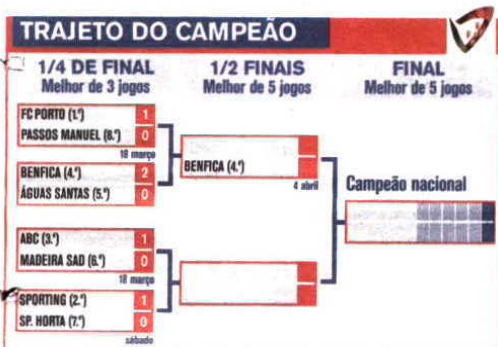 TRAJETO DO CAMPEÃO
1/4 DE FINAL
Melhor de 3 jogos
1/2 FINAIS
Melhor de 5 jogos
FINAL
Melhor de 5 jogos
FC PORTO (1.º) 1
PASSOS MANUEL (8.º) 0
18 março
BENFICA (4.º) 2
ÁGUAS SANTAS (5.º) 0
BENFICA (4.º)
4 abril
Campeão nacional
ABC (3.º) 1
MADEIRA SAD (6.º) 0
18 março
SPORTING (2.º) 1
SP. HORTA (7.º) 0
sábado